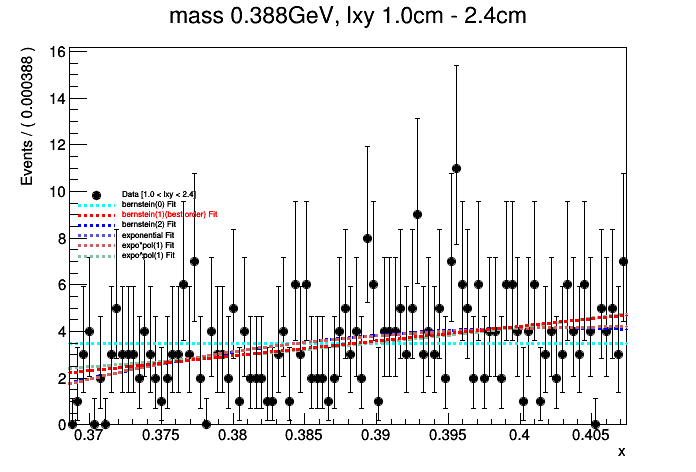 mass 0.388GeV, lxy 1.0cm - 2.4cm
Events / ( 0.000388 )
16
14
12
10
8
6
4
2
0
Data [1.0 < lxy < 2.4]
bernstein(0) Fit
bernstein(1)(best order) Fit
bernstein(2) Fit
exponential Fit
expo*pol(1) Fit
expo*pol(1) Fit
0.37 0.375 0.38 0.385 0.39 0.395 0.4 0.405
x